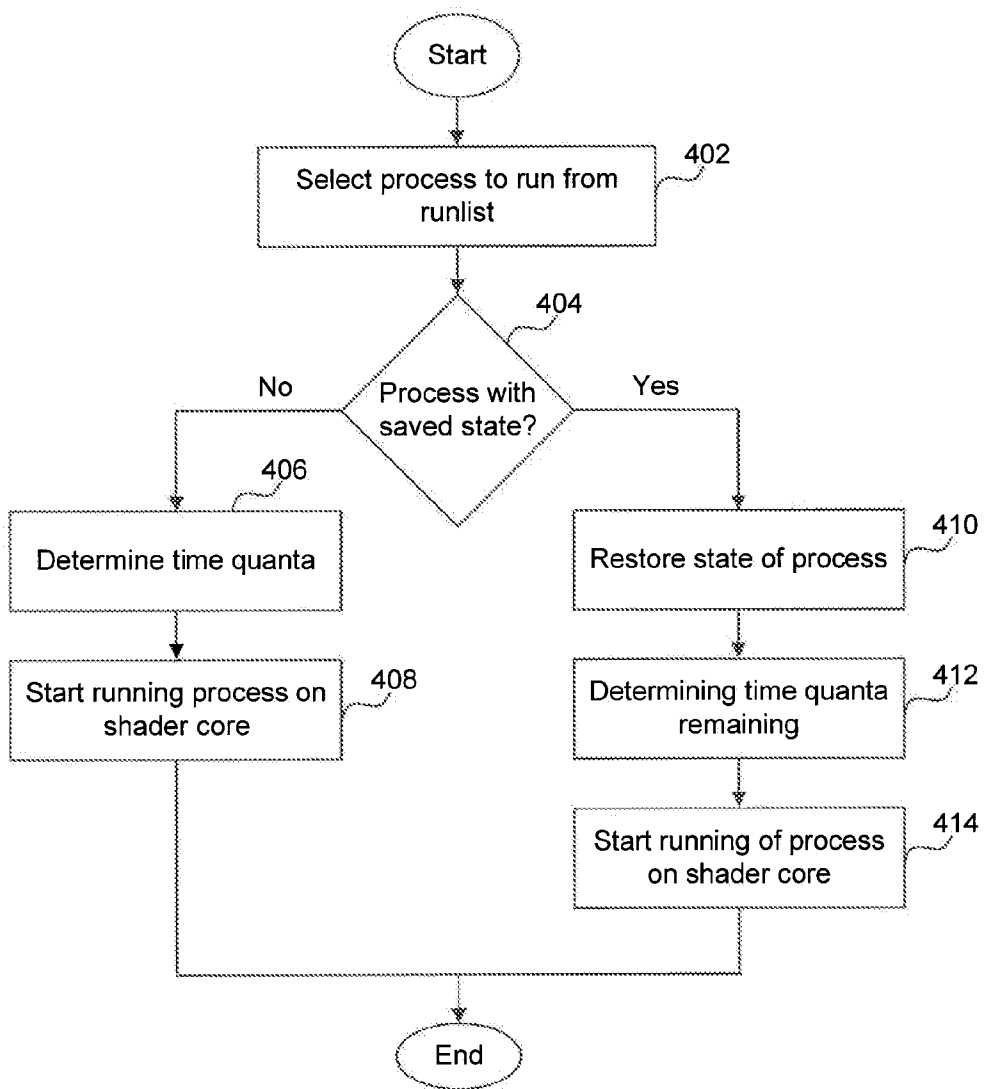 Start
Select process to run from
runlist
402
404
Process with
saved state?
No
Yes
406
Determine time quanta
Start running process on
shader core
408
410
Restore state of process
412
Determining time quanta
remaining
414
Start running of process
on shader core
End